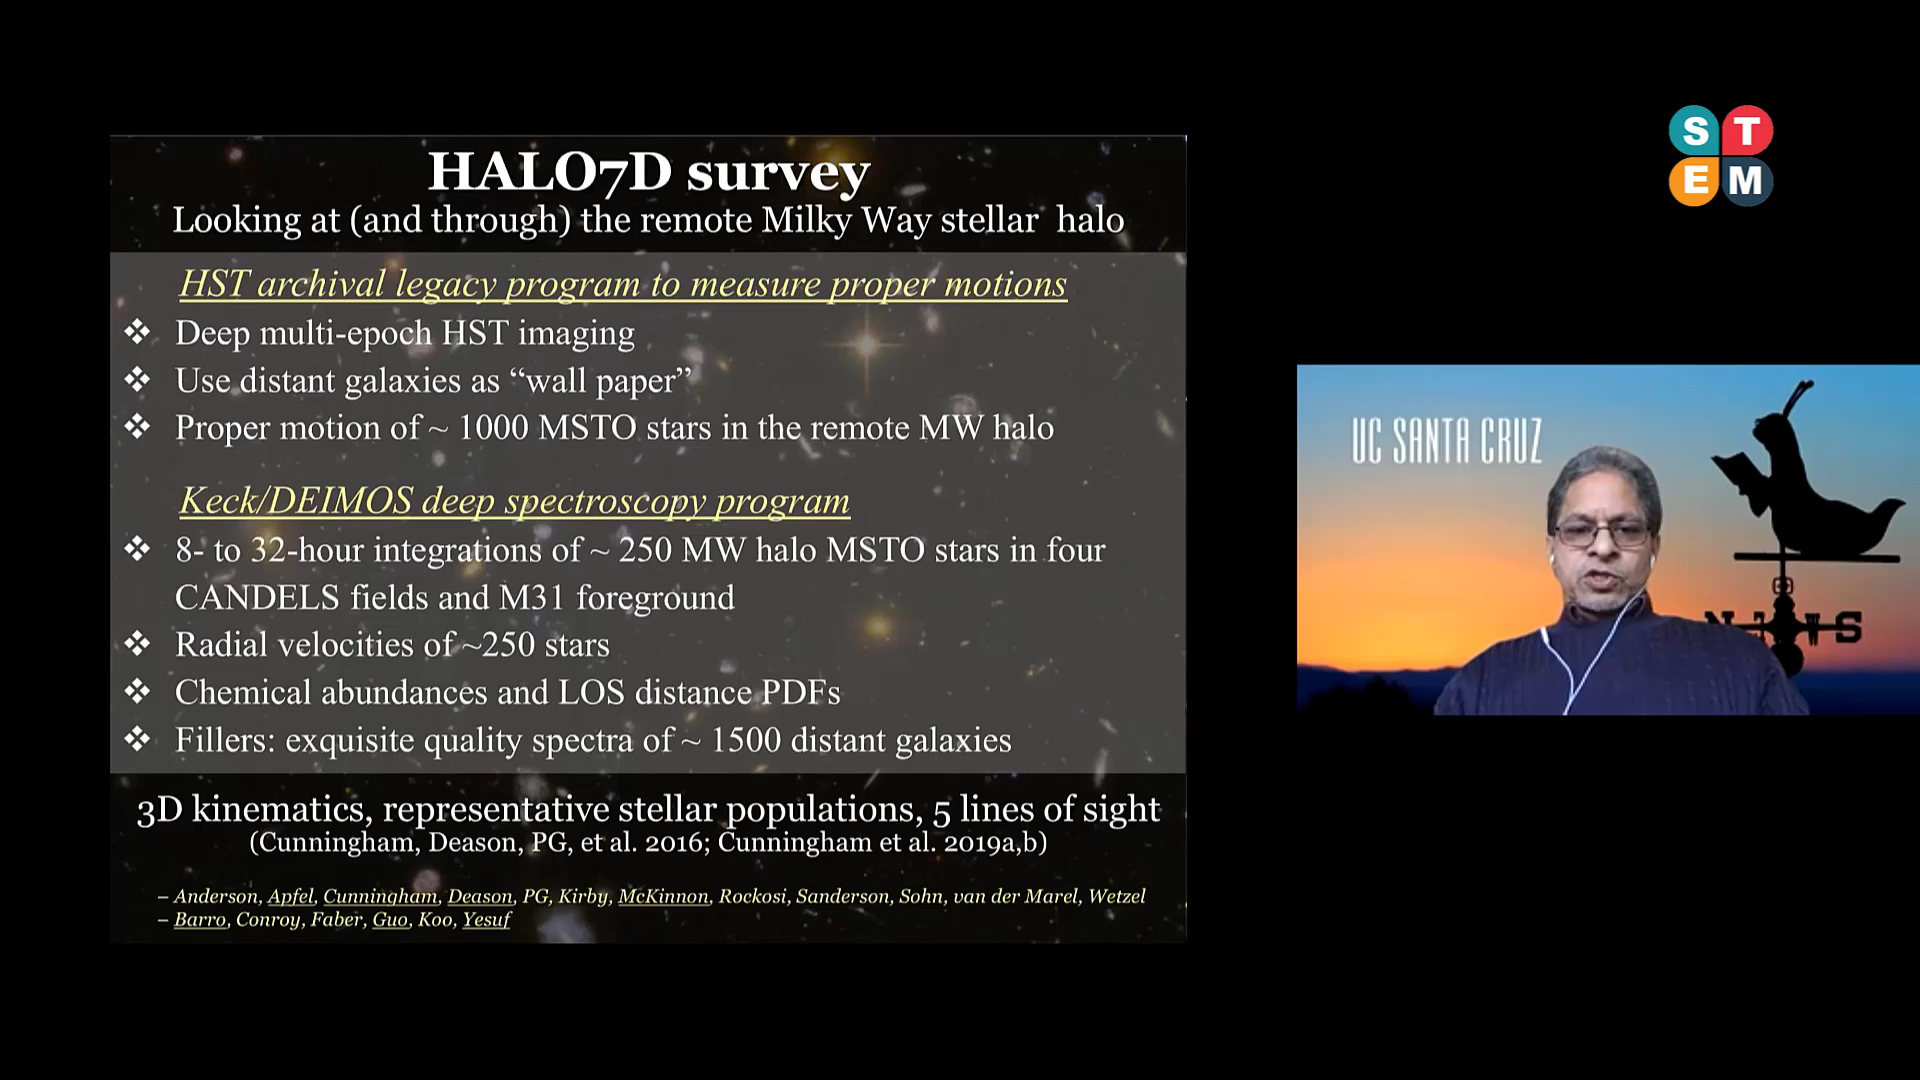 HALO7D survey
Looking at (and through) the remote Milky Way stellar halo
HST archival legacy program to measure proper motions
❖ Deep multi-epoch HST imaging
❖ Use distant galaxies as “wall paper”
❖ Proper motion of ~ 1000 MSTO stars in the remote MW halo
Keck/DEIMOS deep spectroscopy program
❖ 8- to 32-hour integrations of ~ 250 MW halo MSTO stars in four
CANDELS fields and M31 foreground
❖ Radial velocities of ~250 stars
❖ Chemical abundances and LOS distance PDFs
❖ Fillers: exquisite quality spectra of ~ 1500 distant galaxies
3D kinematics, representative stellar populations, 5 lines of sight
(Cunningham, Deason, PG, et al. 2016; Cunningham et al. 2019a,b)
– Anderson, Apfel, Cunningham, Deason, PG, Kirby, McKinnon, Rockosi, Sanderson, Sohn, van der Marel, Wetzel
– Barro, Conroy, Faber, Guo, Koo, Yesuf
S T
E M
UC SANTA CRUZ
N W S